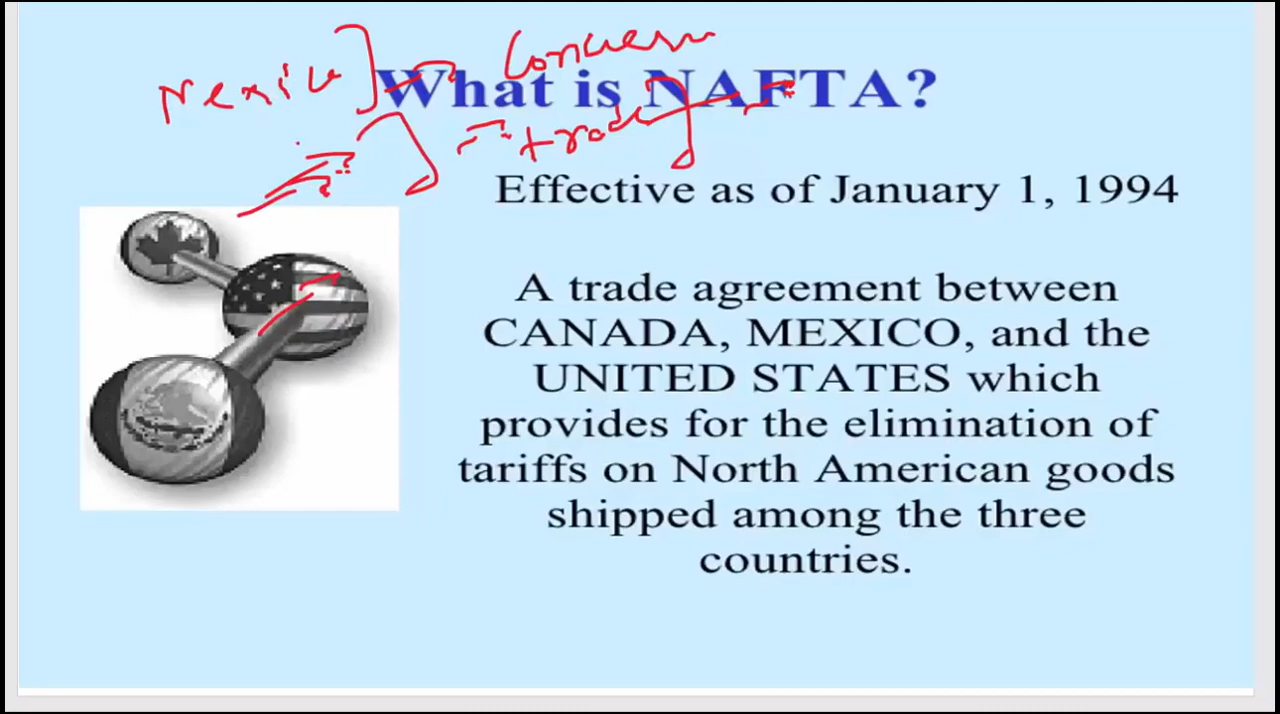 Mexico
Concern
What is NAFTA?
trade
Effective as of January 1, 1994
A trade agreement between
CANADA, MEXICO, and the
UNITED STATES which
provides for the elimination of
tariffs on North American goods
shipped among the three
countries.